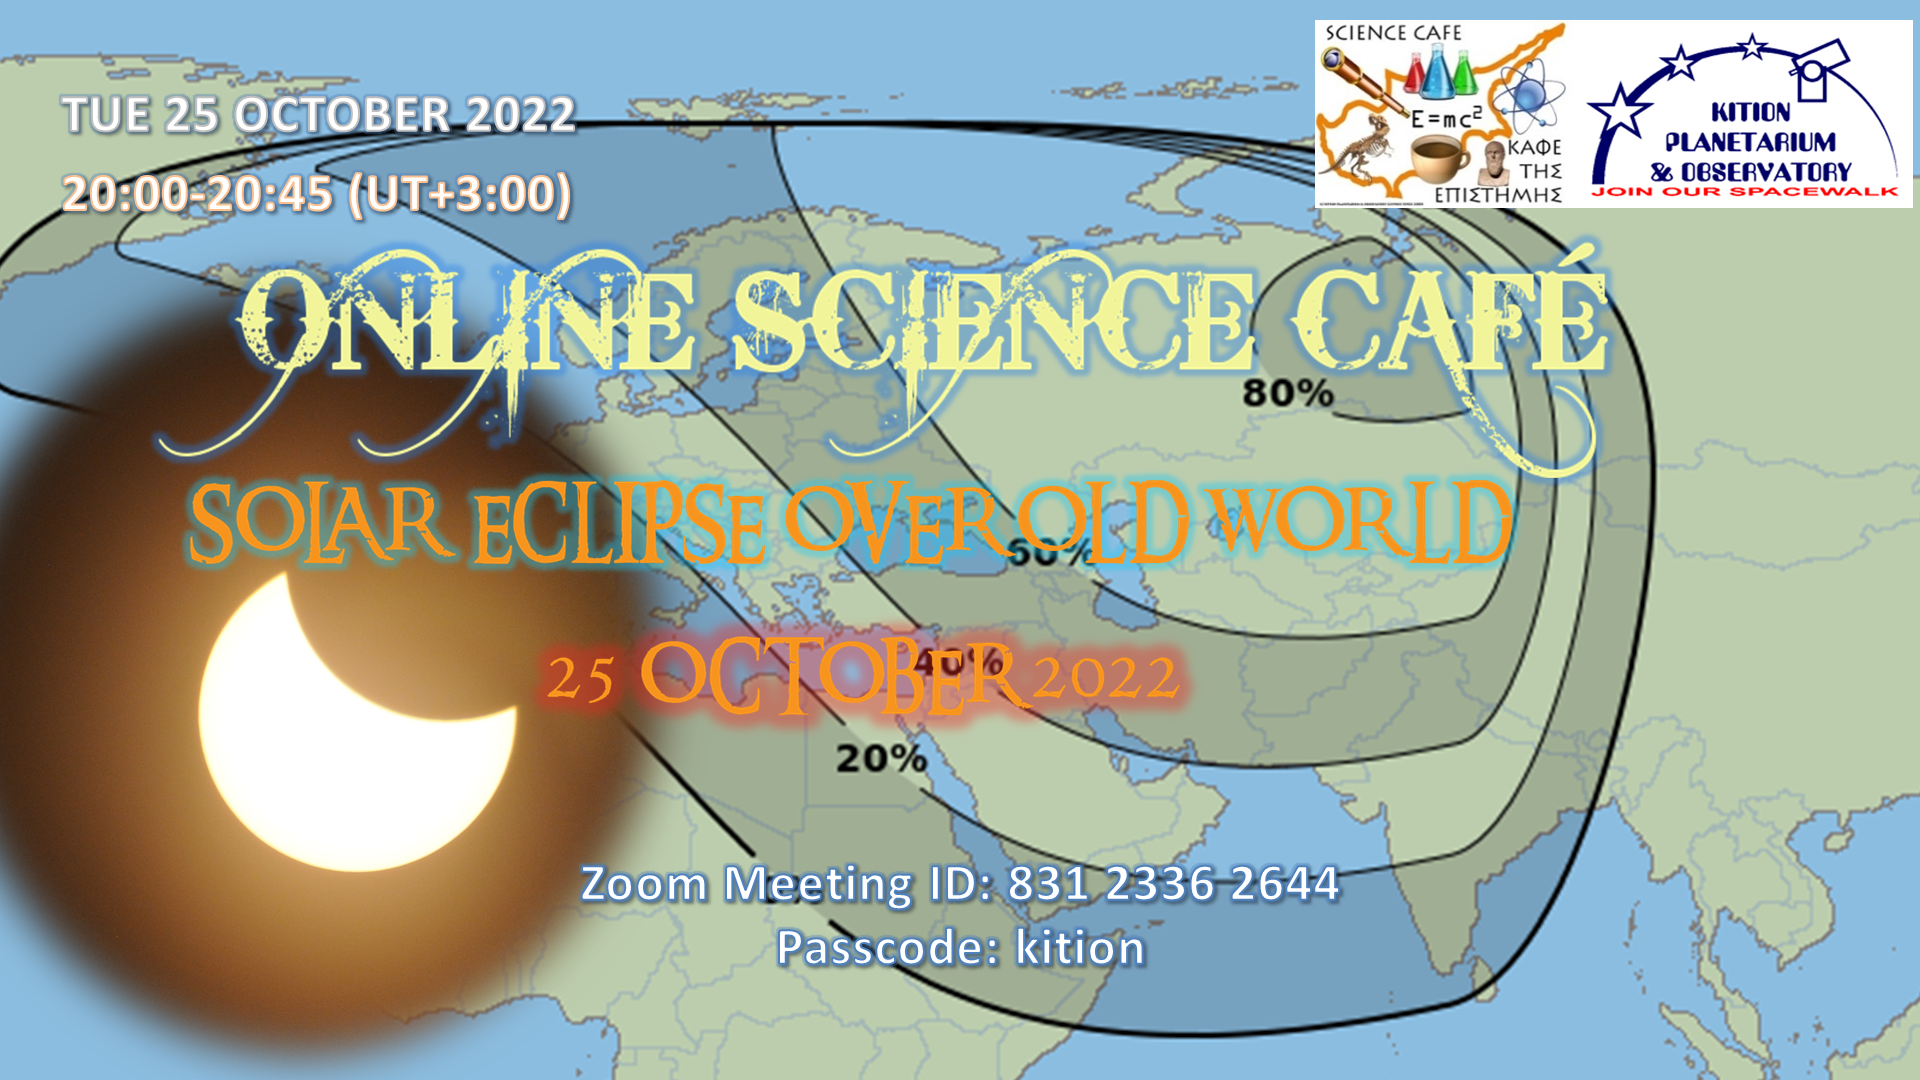 TUE 25 OCTOBER 2022
20:00-20:45 (UT+3:00)
SCIENCE CAFE
E=mc²
ΚΑΦΕ
ΤΗΣ
ΕΠΙΣΤΗΜΗΣ
KITION
PLANETARIUM
& OBSERVATORY
JOIN OUR SPACEWALK
ONLINE SCIENCE CAFÉ
80%
SOLAR ECLIPSE OVER OLD WORLD
60%
25 OCTOBER 2022
40%
20%
Zoom Meeting ID: 831 2336 2644
Passcode: kition